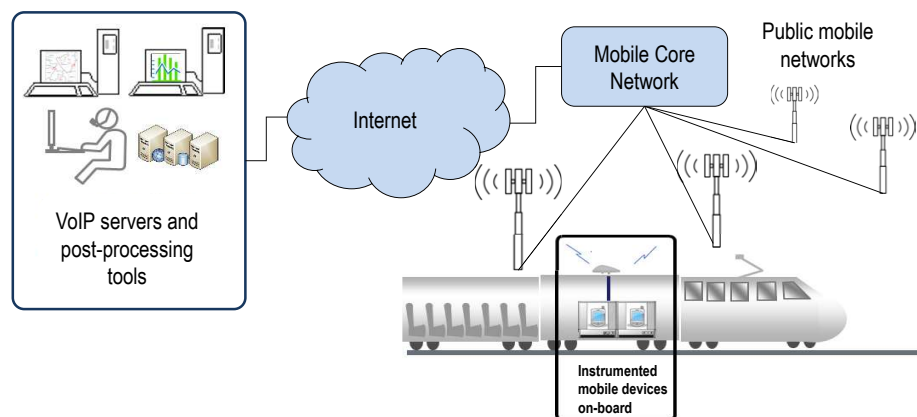 VoIP servers and
post-processing
tools
Internet
Mobile Core
Network
Public mobile
networks
Instrumented
mobile devices
on-board